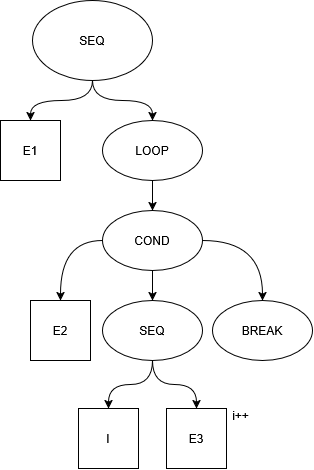 SEQ
E1
LOOP
COND
E2
SEQ
BREAK
I
E3
j++